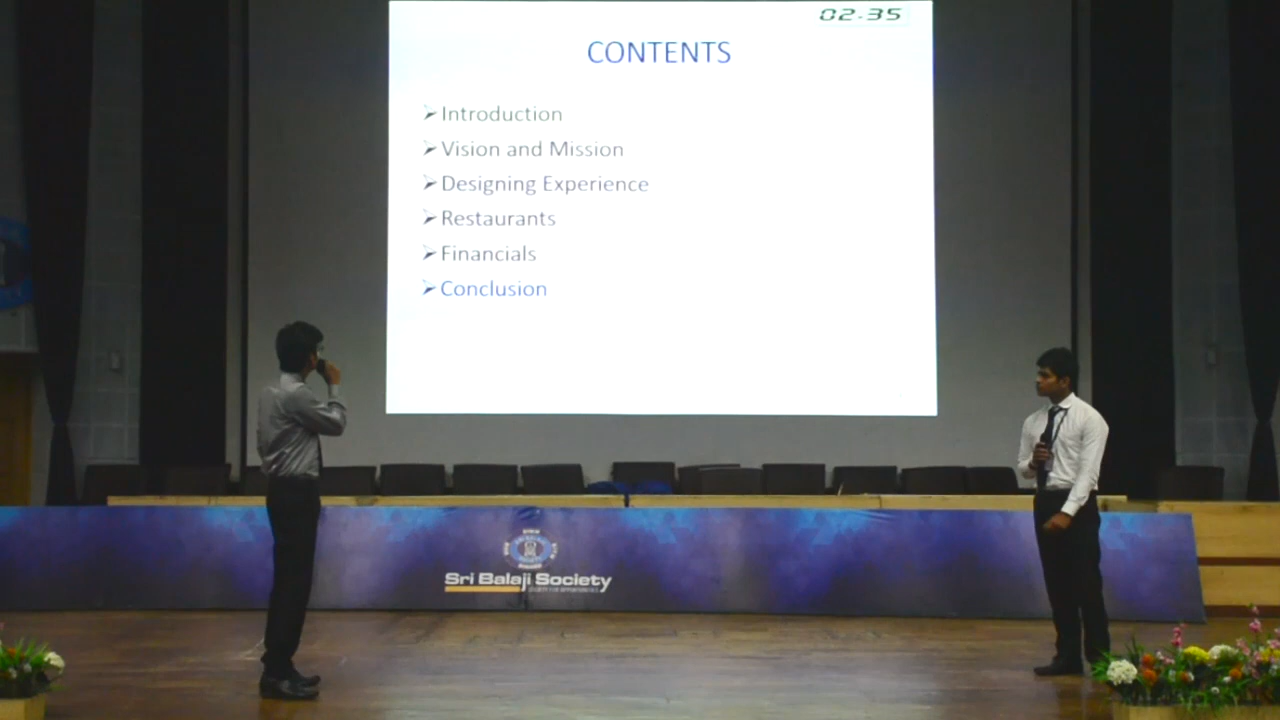 02-35
CONTENTS
➢Introduction
➢Vision and Mission
➢Designing Experience
➢Restaurants
➢Financials
➢Conclusion
Sri Balaji Society